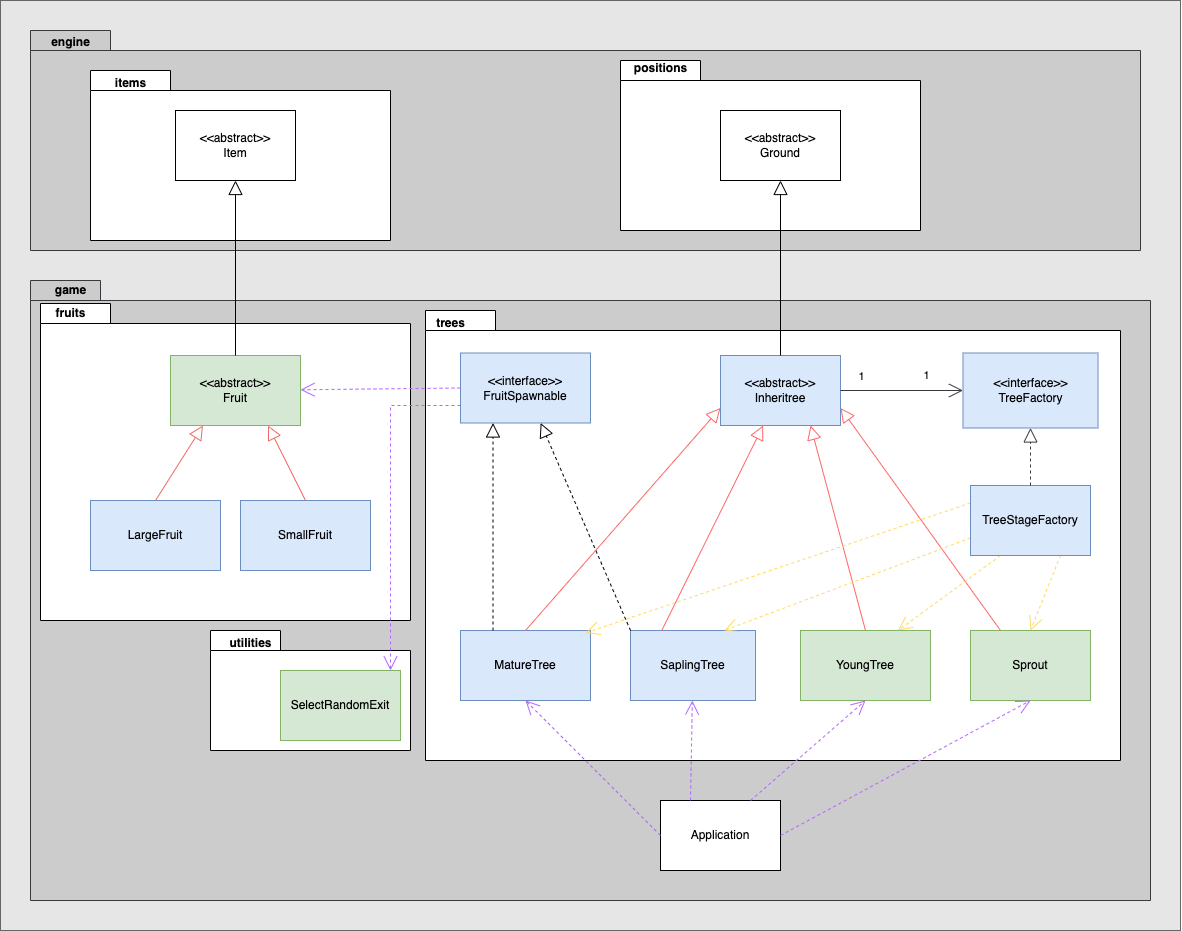 engine
items
positions
<<abstract>>
Item
<<abstract>>
Ground
game
fruits
trees
<<abstract>>
Fruit
<<interface>>
FruitSpawnable
<<abstract>>
Inheritree
1
1
<<interface>>
TreeFactory
LargeFruit
SmallFruit
TreeStageFactory
utilities
SelectRandomExit
MatureTree
SaplingTree
YoungTree
Sprout
Application